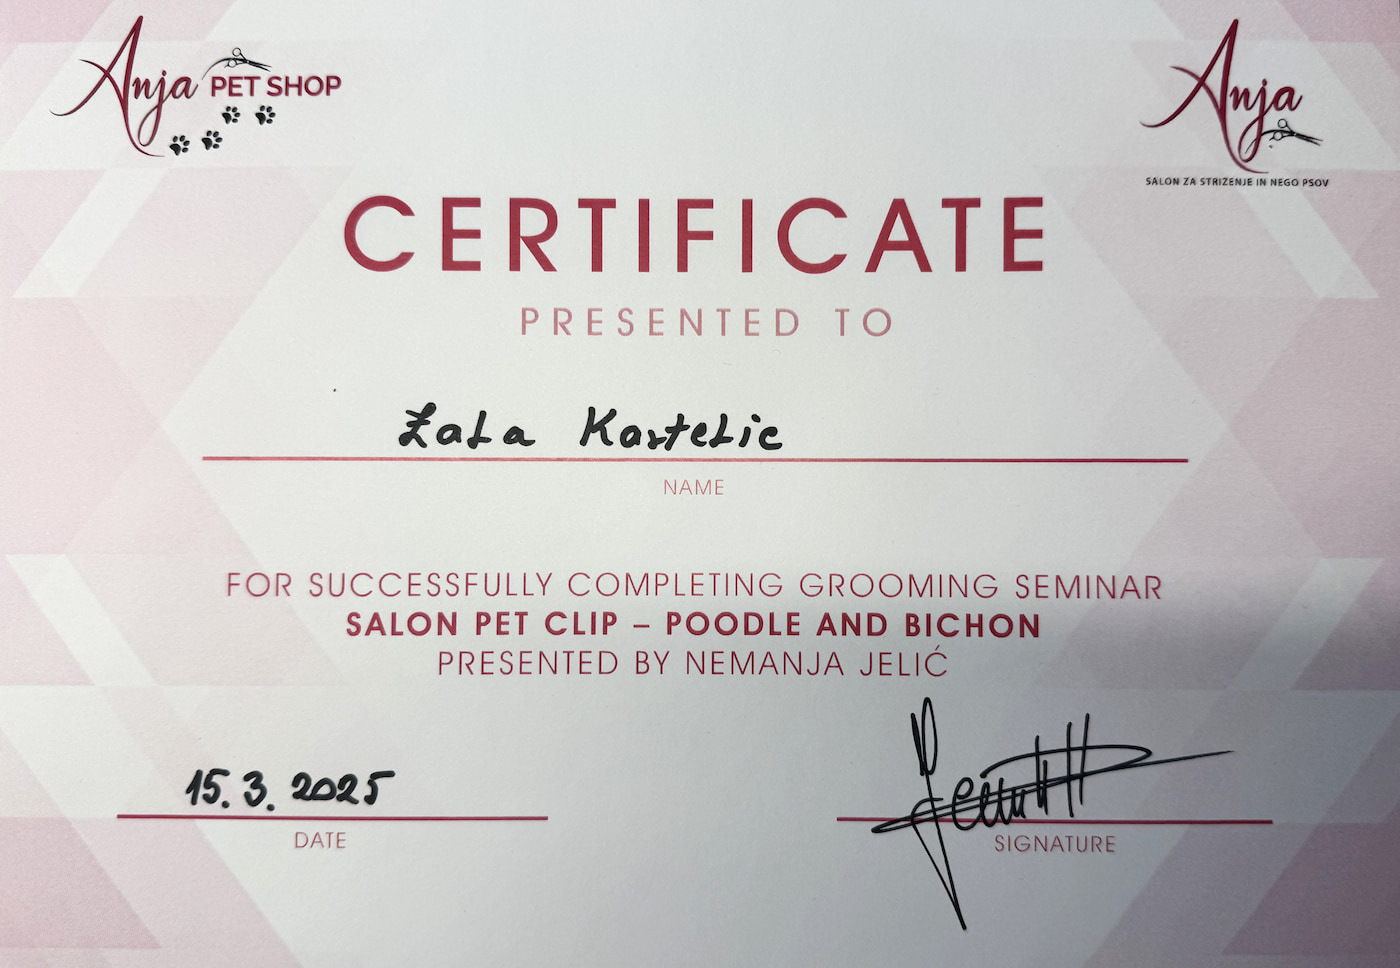 Anja PET SHOP
Anja
SALON ZA STRIŽENJE IN NEGO PSOV
CERTIFICATE
PRESENTED TO
Zala Kastelic
NAME
FOR SUCCESSFULLY COMPLETING GROOMING SEMINAR
SALON PET CLIP – POODLE AND BICHON
PRESENTED BY NEMANJA JELIĆ
15. 3. 2025
DATE
SIGNATURE